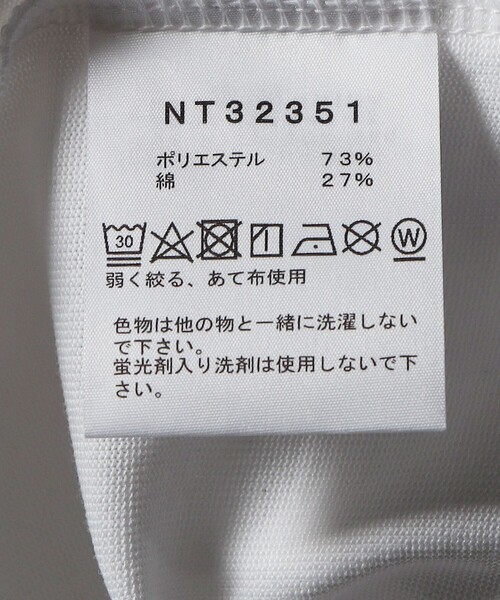 NT32351
ポリエステル 73%
綿 27%
30 W
弱く絞る、あて布使用
色物は他の物と一緒に洗濯しない
で下さい。
蛍光剤入り洗剤は使用しないで下
さい。